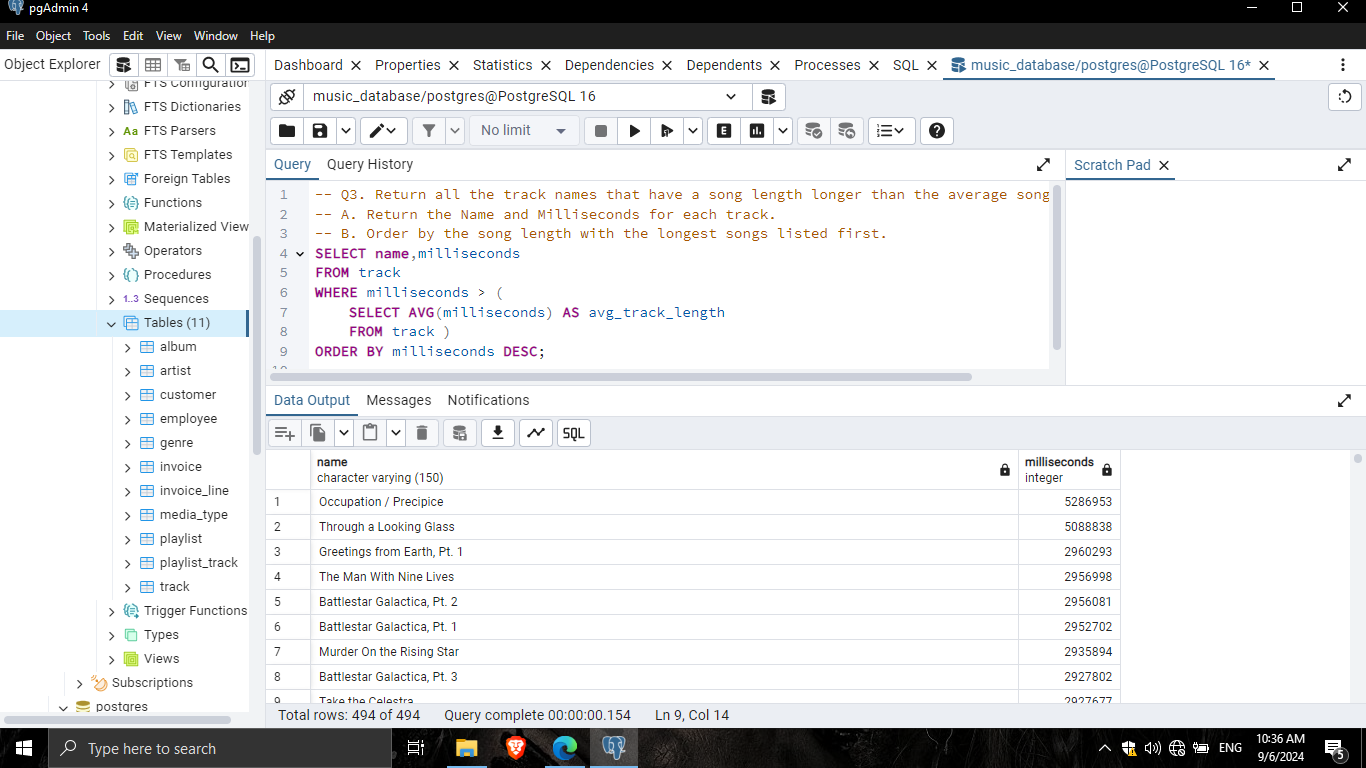 pgAdmin 4
File Object Tools Edit View Window Help
Object Explorer
Dashboard Properties Statistics Dependencies Dependents Processes SQL music_database/postgres@PostgreSQL 16*
music_database/postgres@PostgreSQL 16
No limit
E
Query Query History
Scratch Pad
FTS Configuration
FTS Dictionaries
Aa FTS Parsers
FTS Templates
Foreign Tables
Functions
Materialized View
Operators
Procedures
1..3 Sequences
Tables (11)
album
artist
customer
employee
genre
invoice
invoice_line
media_type
playlist
playlist_track
track
Trigger Functions
Types
Views
Subscriptions
postgres
1 -- Q3. Return all the track names that have a song length longer than the average song
2 -- A. Return the Name and Milliseconds for each track.
3 -- B. Order by the song length with the longest songs listed first.
4 SELECT name,milliseconds
5 FROM track
6 WHERE milliseconds > (
7 SELECT AVG(milliseconds) AS avg_track_length
8 FROM track )
9 ORDER BY milliseconds DESC;
10
Data Output Messages Notifications
SQL
name milliseconds
character varying (150) integer
1 Occupation / Precipice 5286953
2 Through a Looking Glass 5088838
3 Greetings from Earth, Pt. 1 2960293
4 The Man With Nine Lives 2956998
5 Battlestar Galactica, Pt. 2 2956081
6 Battlestar Galactica, Pt. 1 2952702
7 Murder On the Rising Star 2935894
8 Battlestar Galactica, Pt. 3 2927802
9 Take the Celestra 2927677
Total rows: 494 of 494 Query complete 00:00:00.154 Ln 9, Col 14
Type here to search
ENG
10:36 AM
9/6/2024
5